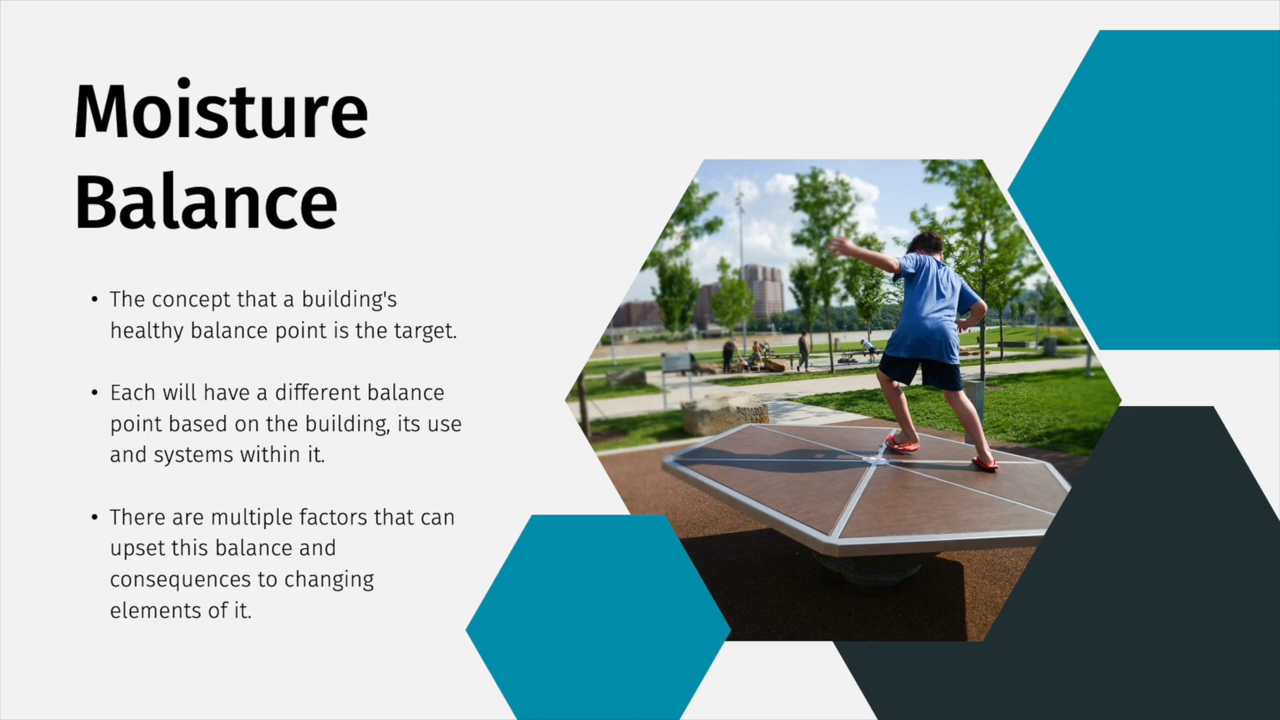 Moisture
Balance
• The concept that a building's
healthy balance point is the target.
• Each will have a different balance
point based on the building, its use
and systems within it.
• There are multiple factors that can
upset this balance and
consequences to changing
elements of it.